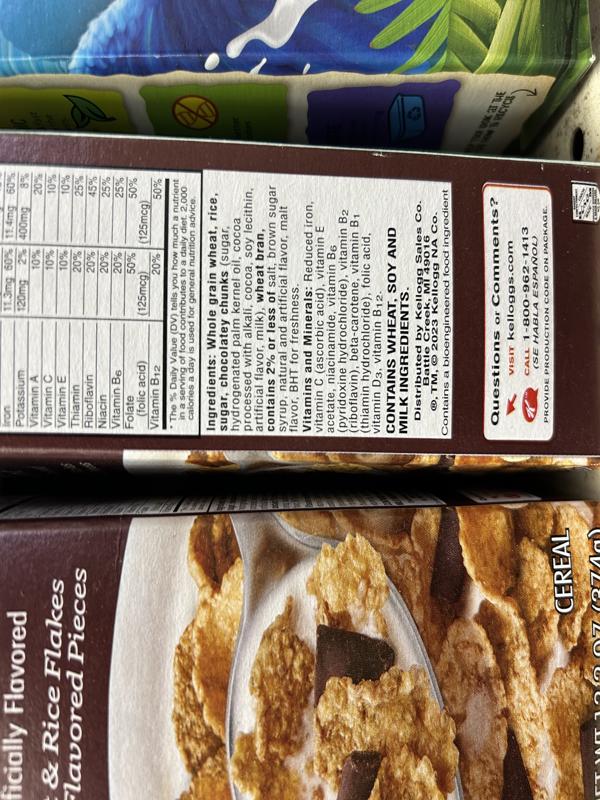 Iron 11.3mg 60% 11.4mg 60%
Potassium 120mg 2% 400mg 8%
Vitamin A 10% 20%
Vitamin C 10% 10%
Vitamin E 10% 10%
Thiamin 20% 25%
Riboflavin 20% 45%
Niacin 20% 25%
Vitamin B6 20% 25%
Folate 50% 50%
(folic acid) (125mcg) (125mcg)
Vitamin B12 20% 50%
The % Daily Value (DV) tells you how much a nutrient
in a serving of food contributes to a daily diet. 2,000
calories a day is used for general nutrition advice.
Ingredients: Whole grain wheat, rice,
sugar, chocolatey chunks (sugar,
hydrogenated palm kernel oil, cocoa
processed with alkali, cocoa, soy lecithin,
artificial flavor, milk), wheat bran,
contains 2% or less of salt, brown sugar
syrup, natural and artificial flavor, malt
flavor, BHT for freshness.
Vitamins and Minerals: Reduced iron,
vitamin C (ascorbic acid), vitamin E
acetate, niacinamide, vitamin B6
(pyridoxine hydrochloride), vitamin B2
(riboflavin), beta-carotene, vitamin B1
(thiamin hydrochloride), folic acid,
vitamin D3, vitamin B12.
CONTAINS WHEAT, SOY AND
MILK INGREDIENTS.
Distributed by Kellogg Sales Co.
Battle Creek, MI 49016
®, TM, © 2023 Kellogg NA Co.
Contains a bioengineered food ingredient
Questions or Comments?
VISIT kelloggs.com
CALL 1-800-962-1413
(SE HABLA ESPAÑOL)
PROVIDE PRODUCTION CODE ON PACKAGE.
& Rice Flakes
Flavored Pieces
CEREAL